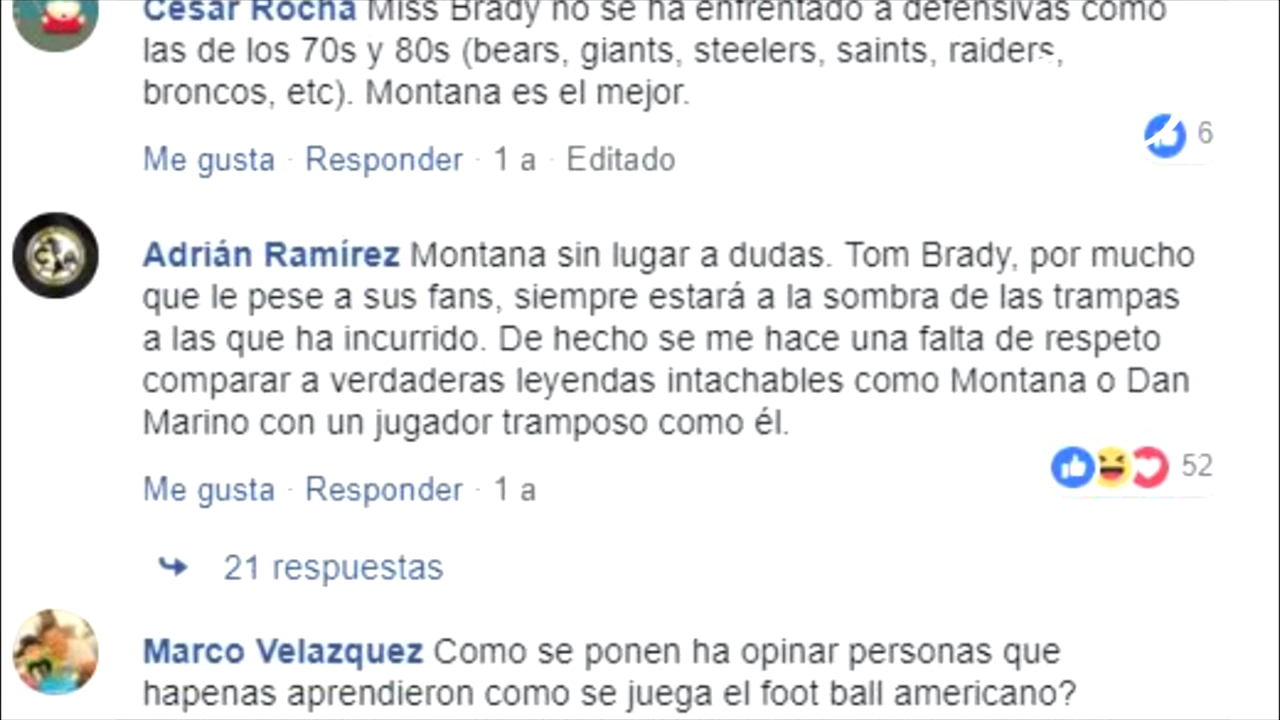 César Rocha Miss Brady no se ha enfrentado a defensivas como
las de los 70s y 80s (bears, giants, steelers, saints, raiders,
broncos, etc). Montana es el mejor.
6
Me gusta · Responder · 1 a · Editado
Adrián Ramírez Montana sin lugar a dudas. Tom Brady, por mucho
que le pese a sus fans, siempre estará a la sombra de las trampas
a las que ha incurrido. De hecho se me hace una falta de respeto
comparar a verdaderas leyendas intachables como Montana o Dan
Marino con un jugador tramposo como él.
52
Me gusta · Responder · 1 a
21 respuestas
Marco Velazquez Como se ponen ha opinar personas que
hapenas aprendieron como se juega el foot ball americano?